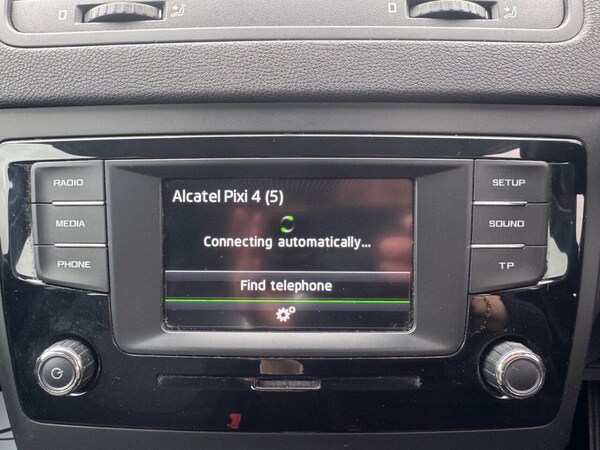 RADIO
MEDIA
PHONE
Alcatel Pixi 4 (5)
Connecting automatically...
Find telephone
SETUP
SOUND
TP